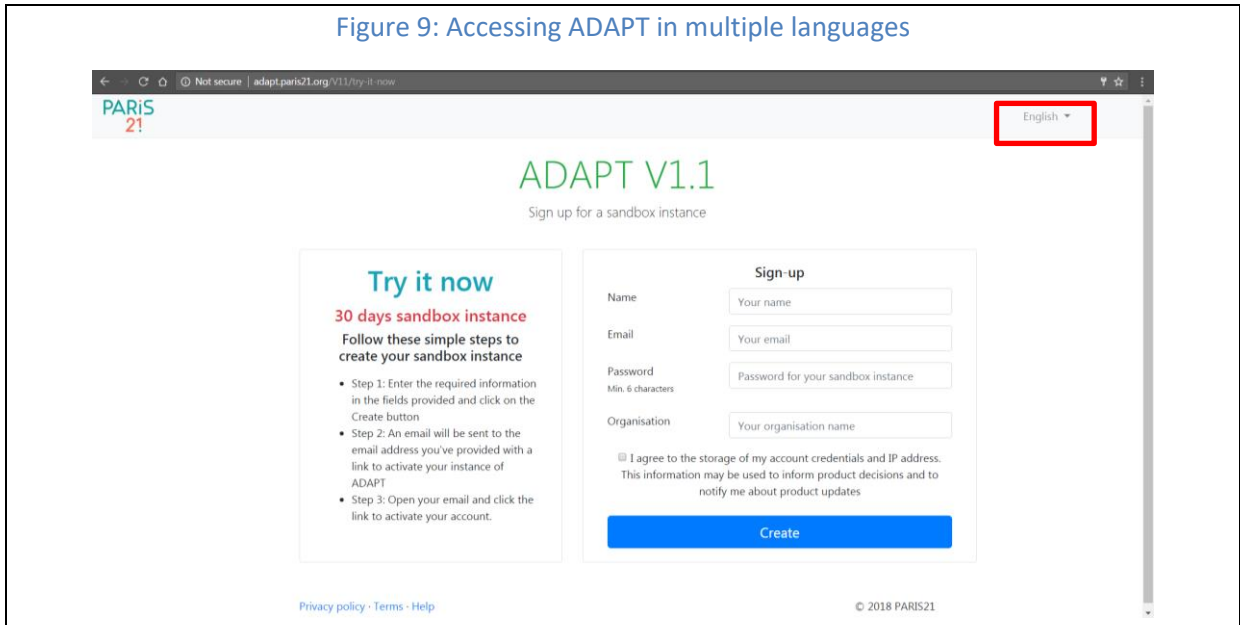 Figure 9: Accessing ADAPT in multiple languages
Not secure | adapt.paris21.org/V11/try-it-now
PARiS
21
English
ADAPT V1.1
Sign up for a sandbox instance
Try it now
30 days sandbox instance
Follow these simple steps to
create your sandbox instance
• Step 1: Enter the required information
in the fields provided and click on the
Create button
• Step 2: An email will be sent to the
email address you've provided with a
link to activate your instance of
ADAPT
• Step 3: Open your email and click the
link to activate your account.
Sign-up
Name
Your name
Email
Your email
Password
Min. 6 characters
Password for your sandbox instance
Organisation
Your organisation name
I agree to the storage of my account credentials and IP address.
This information may be used to inform product decisions and to
notify me about product updates
Create
Privacy policy · Terms · Help
© 2018 PARIS21